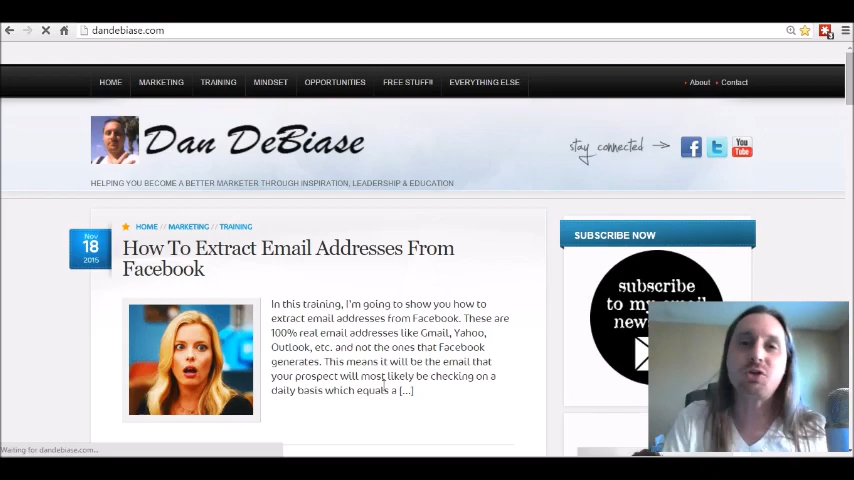 dandebiase.com
3
HOME MARKETING TRAINING MINDSET OPPORTUNITIES FREE STUFF!! EVERYTHING ELSE About Contact
Dan DeBiase
stay connected
You
Tube
HELPING YOU BECOME A BETTER MARKETER THROUGH INSPIRATION, LEADERSHIP & EDUCATION
HOME // MARKETING // TRAINING
Nov
18
2015
How To Extract Email Addresses From
Facebook
In this training, I'm going to show you how to
extract email addresses from Facebook. These are
100% real email addresses like Gmail, Yahoo,
Outlook, etc. and not the ones that Facebook
generates. This means it will be the email that
your prospect will most likely be checking on a
daily basis which equals a [...]
SUBSCRIBE NOW
subscribe
to my email
new
Waiting for dandebiase.com...